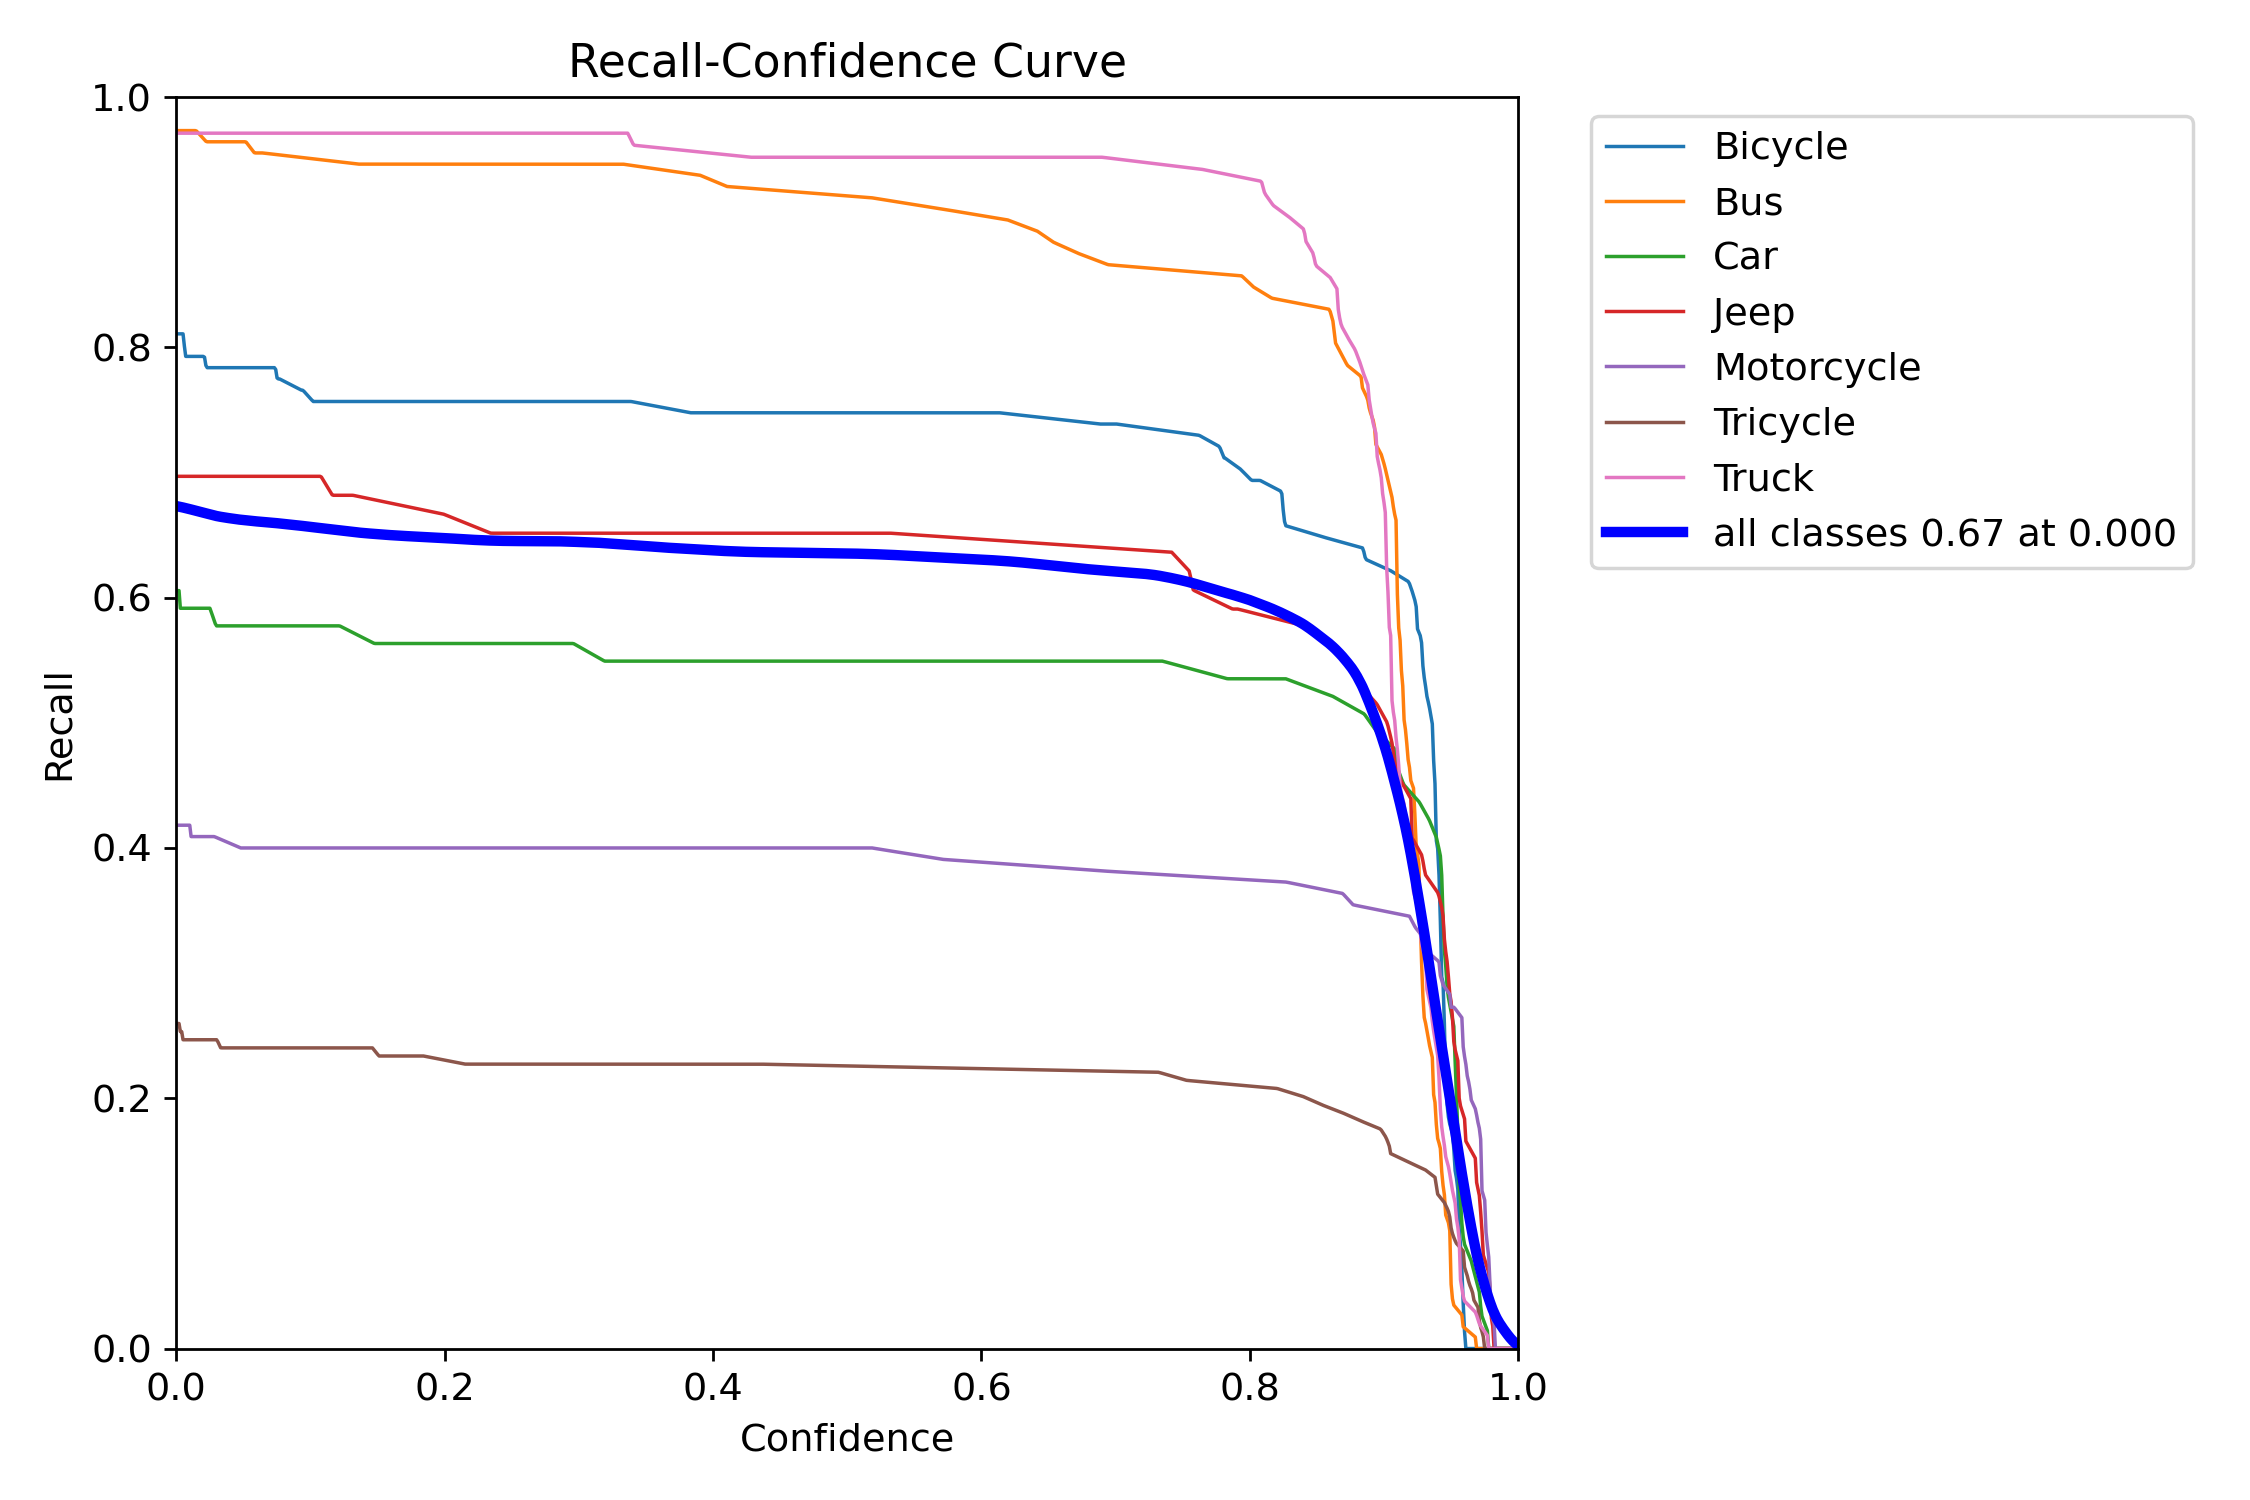 Recall-Confidence Curve
1.0
0.8
0.6
0.4
0.2
0.0
Recall
0.0 0.2 0.4 0.6 0.8 1.0
Confidence
Bicycle
Bus
Car
Jeep
Motorcycle
Tricycle
Truck
all classes 0.67 at 0.000